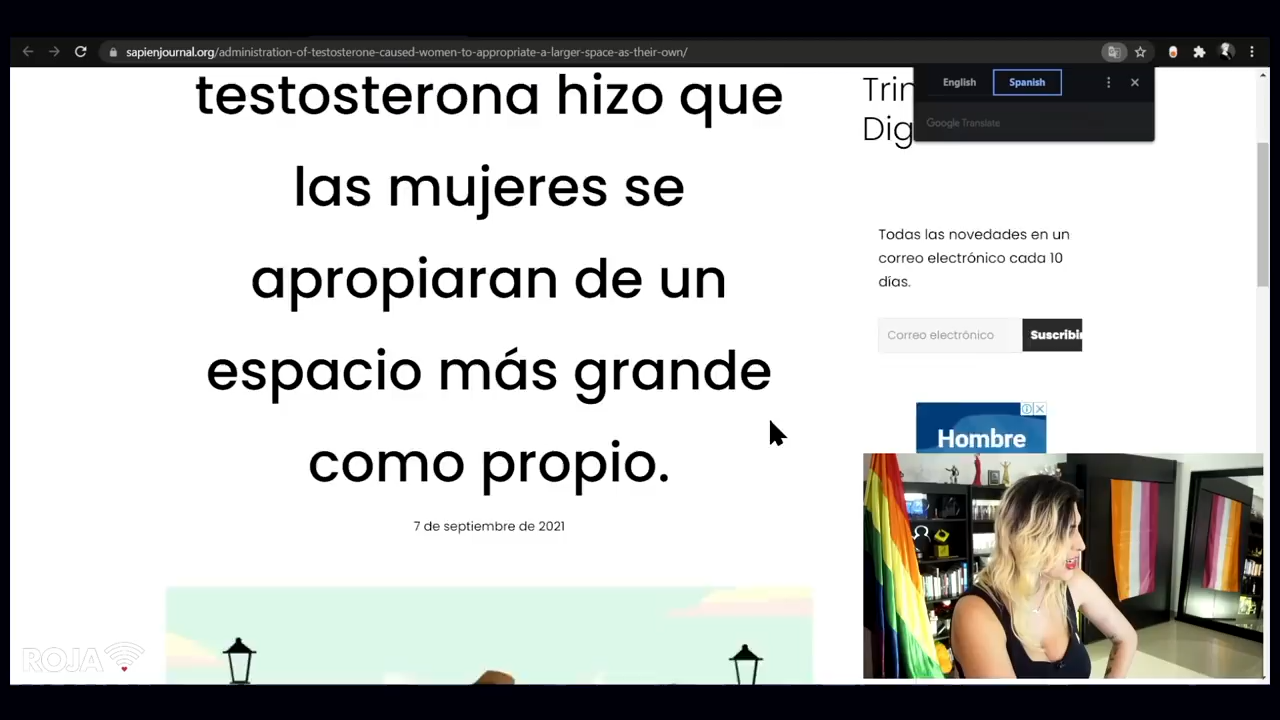 sapienjournal.org/administration-of-testosterone-caused-women-to-appropriate-a-larger-space-as-their-own/
English
Spanish
Google Translate
testosterona hizo que
las mujeres se
apropiaran de un
espacio más grande
como propio.
7 de septiembre de 2021
Todas las novedades en un
correo electrónico cada 10
días.
Correo electrónico
Suscribir
Hombre
ROJA